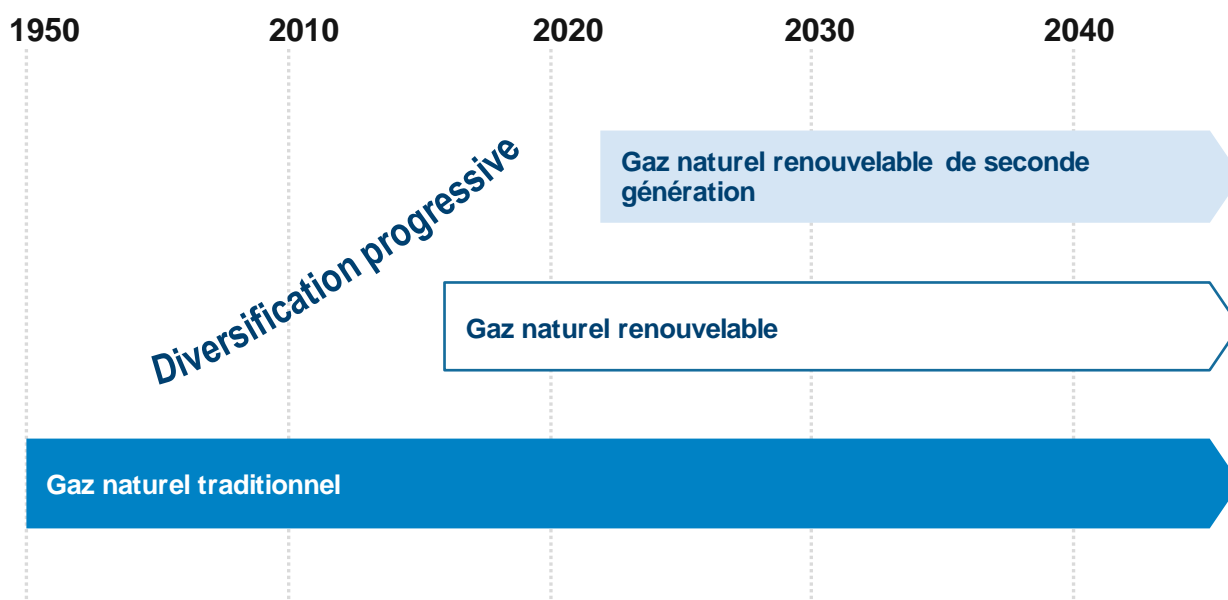 1950 2010 2020 2030 2040
Diversification progressive
Gaz naturel renouvelable de seconde
génération
Gaz naturel renouvelable
Gaz naturel traditionnel